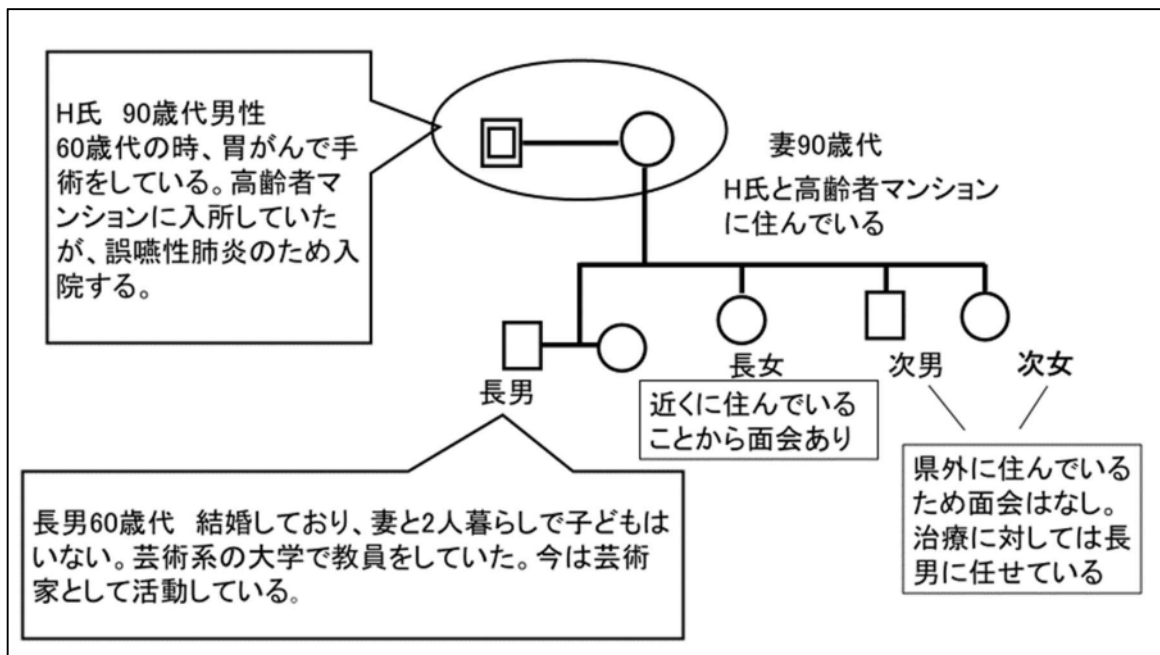 H氏 90歳代男性
60歳代の時、胃がんで手
術をしている。高齢者マ
ンションに入所していた
が、誤嚥性肺炎のため入
院する。
妻90歳代
H氏と高齢者マンション
に住んでいる
長男
長女
次男
次女
近くに住んでいる
ことから面会あり
県外に住んでいる
ため面会はなし。
治療に対しては長
男に任せている
長男60歳代 結婚しており、妻と2人暮らしで子どもは
いない。芸術系の大学で教員をしていた。今は芸術
家として活動している。